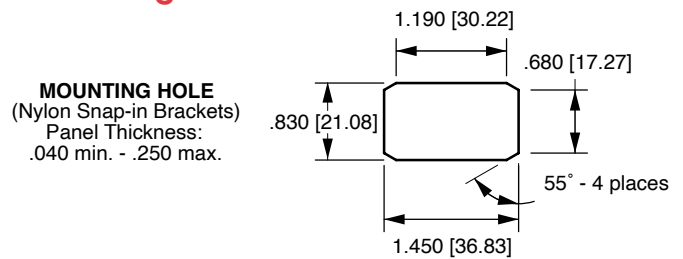 1.190 [30.22]
.680 [17.27]
MOUNTING HOLE
(Nylon Snap-in Brackets)
Panel Thickness:
.040 min. - .250 max.
.830 [21.08]
55° - 4 places
1.450 [36.83]